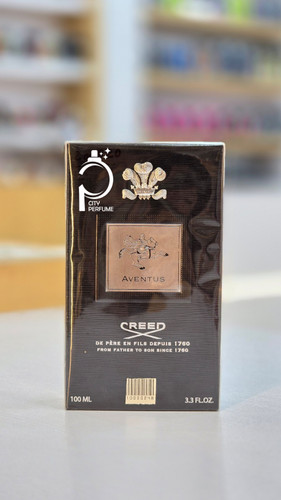 CITY
PERFUME
AVENTUS
CREED
DE PÈRE EN FILS DEPUIS 1760
FROM FATHER TO SON SINCE 1760
100 ML 3.3 FL.OZ.